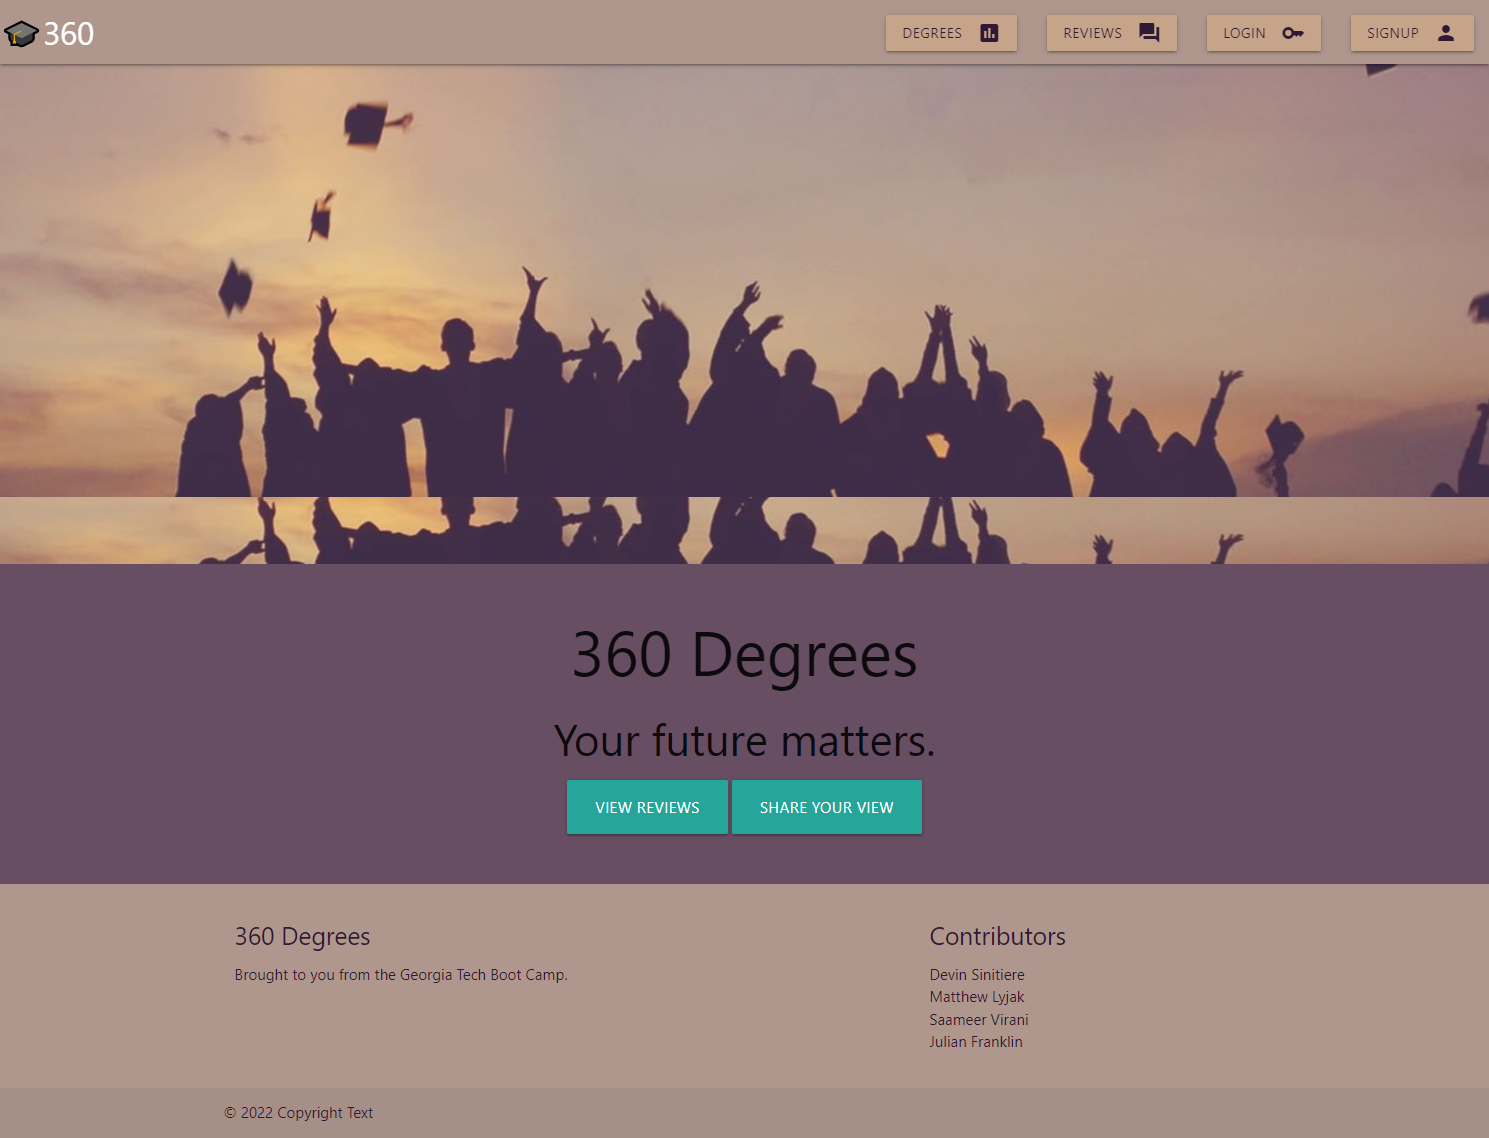 360
DEGREES
REVIEWS
LOGIN
SIGNUP
360 Degrees
Your future matters.
VIEW REVIEWS
SHARE YOUR VIEW
360 Degrees
Brought to you from the Georgia Tech Boot Camp.
Contributors
Devin Sinitiere
Matthew Lyjak
Saameer Virani
Julian Franklin
© 2022 Copyright Text